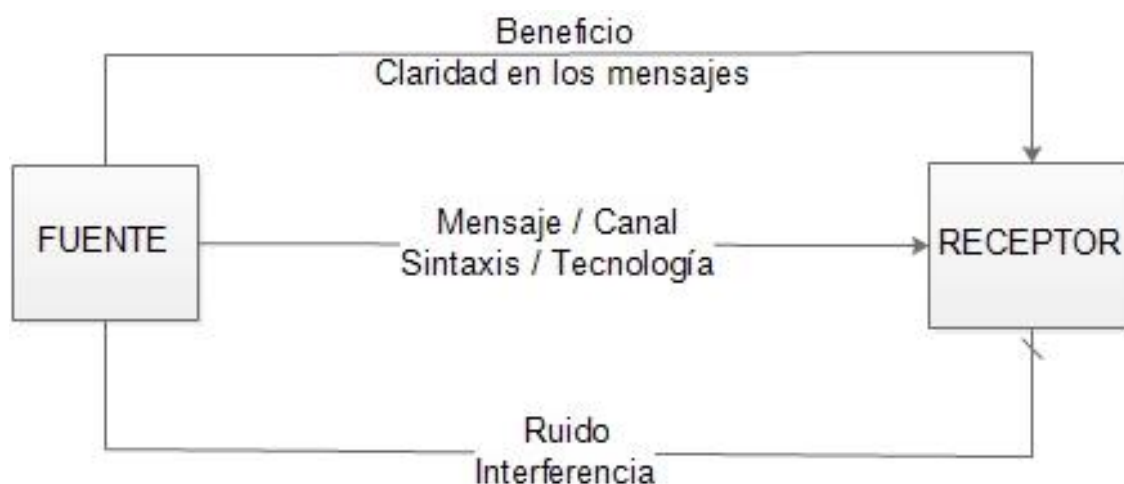 Beneficio
Claridad en los mensajes
FUENTE
Mensaje / Canal
Sintaxis / Tecnología
RECEPTOR
Ruido
Interferencia